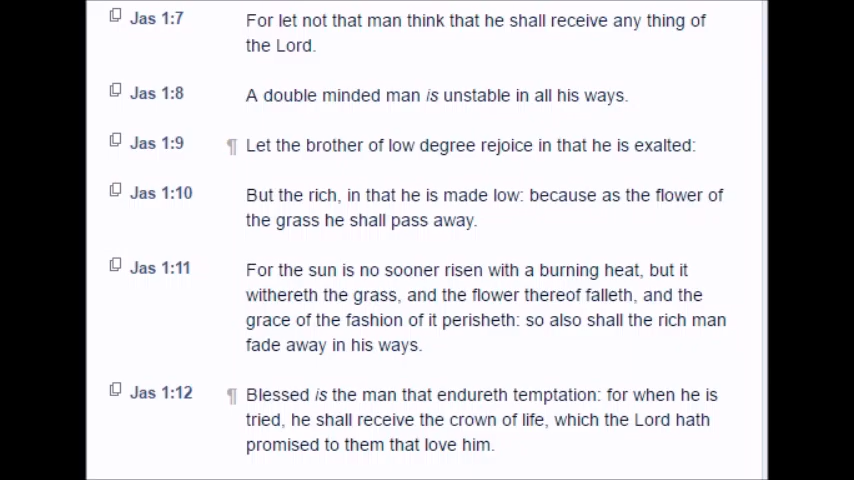 Jas 1:7 For let not that man think that he shall receive any thing of
the Lord.
Jas 1:8 A double minded man is unstable in all his ways.
Jas 1:9 ¶ Let the brother of low degree rejoice in that he is exalted:
Jas 1:10 But the rich, in that he is made low: because as the flower of
the grass he shall pass away.
Jas 1:11 For the sun is no sooner risen with a burning heat, but it
withereth the grass, and the flower thereof falleth, and the
grace of the fashion of it perisheth: so also shall the rich man
fade away in his ways.
Jas 1:12 ¶ Blessed is the man that endureth temptation: for when he is
tried, he shall receive the crown of life, which the Lord hath
promised to them that love him.